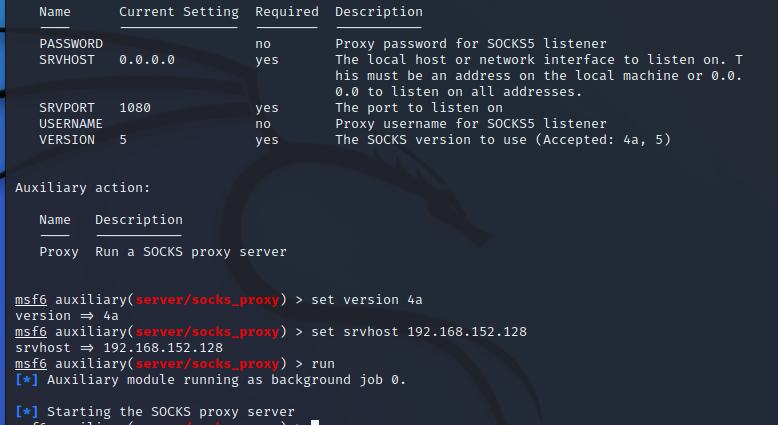 Name Current Setting Required Description
PASSWORD no Proxy password for SOCKS5 listener
SRVHOST 0.0.0.0 yes The local host or network interface to listen on. T
his must be an address on the local machine or 0.0.
0.0 to listen on all addresses.
SRVPORT 1080 yes The port to listen on
USERNAME no Proxy username for SOCKS5 listener
VERSION 5 yes The SOCKS version to use (Accepted: 4a, 5)
Auxiliary action:
Name Description
Proxy Run a SOCKS proxy server
msf6 auxiliary(server/socks_proxy) > set version 4a
version => 4a
msf6 auxiliary(server/socks_proxy) > set srvhost 192.168.152.128
srvhost => 192.168.152.128
msf6 auxiliary(server/socks_proxy) > run
[*] Auxiliary module running as background job 0.
[*] Starting the SOCKS proxy server